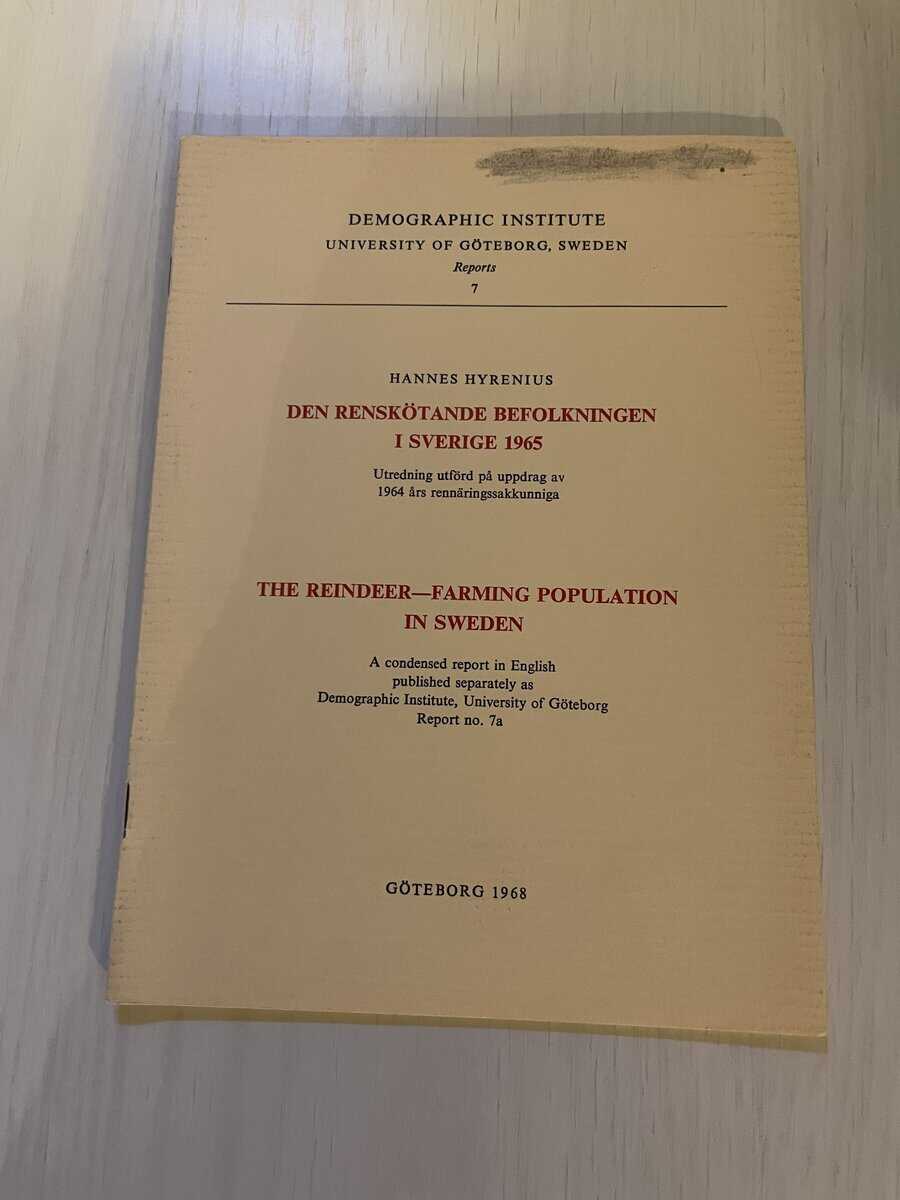 DEMOGRAPHIC INSTITUTE
UNIVERSITY OF GÖTEBORG, SWEDEN
Reports
7
HANNES HYRENIUS
DEN RENSKÖTANDE BEFOLKNINGEN
I SVERIGE 1965
Utredning utförd på uppdrag av
1964 års rennäringssakkunniga
THE REINDEER—FARMING POPULATION
IN SWEDEN
A condensed report in English
published separately as
Demographic Institute, University of Göteborg
Report no. 7a
GÖTEBORG 1968